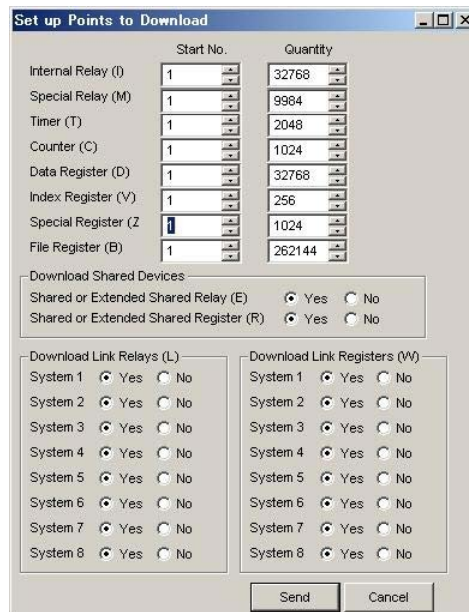 Set up Points to Download
Start No. Quantity
Internal Relay (I) 1 32768
Special Relay (M) 1 9984
Timer (T) 1 2048
Counter (C) 1 1024
Data Register (D) 1 32768
Index Register (V) 1 256
Special Register (Z 1 1024
File Register (B) 1 262144
Download Shared Devices
Shared or Extended Shared Relay (E) Yes No
Shared or Extended Shared Register (R) Yes No
Download Link Relays (L)
System 1 Yes No
System 2 Yes No
System 3 Yes No
System 4 Yes No
System 5 Yes No
System 6 Yes No
System 7 Yes No
System 8 Yes No
Download Link Registers (W)
System 1 Yes No
System 2 Yes No
System 3 Yes No
System 4 Yes No
System 5 Yes No
System 6 Yes No
System 7 Yes No
System 8 Yes No
Send Cancel